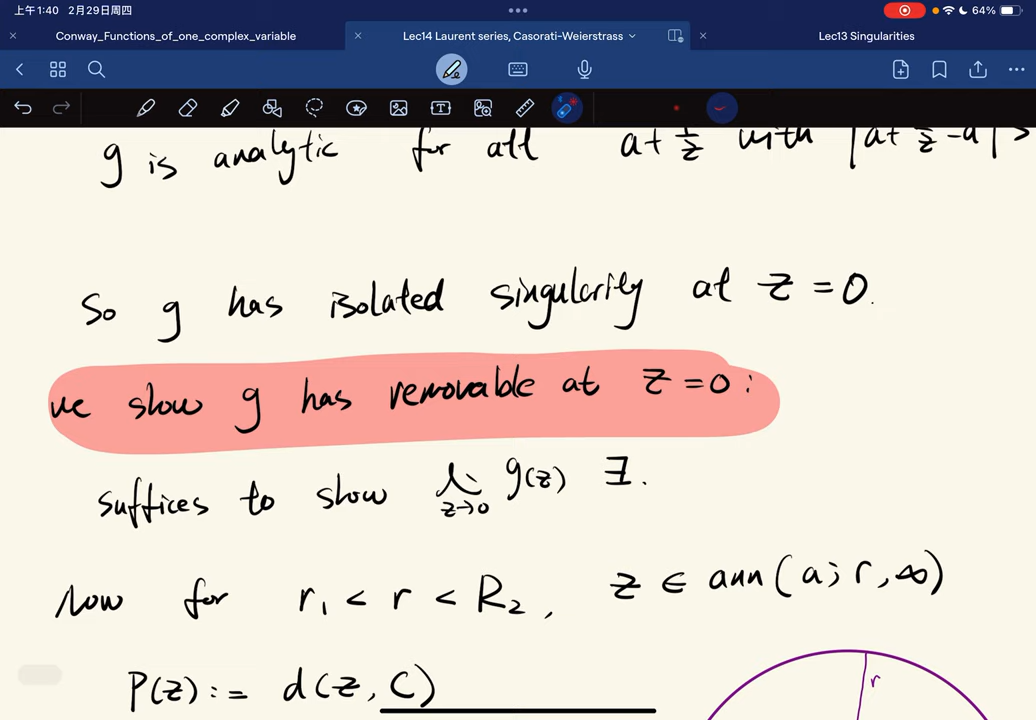 上午1:40 2月29日周四
64%
Conway_Functions_of_one_complex_variable
Lec14 Laurent series, Casorati-Weierstrass
Lec13 Singularities
g is analytic for all a+1/z with |a+1/z-a|>
So g has isolated singularity at z=0.
we show g has removable at z=0:
suffices to show lim z→0 g(z) ∃.
Now for r₁ < r < R₂, z ∈ ann(a; r, ∞)
P(z) := d(z, C)
r